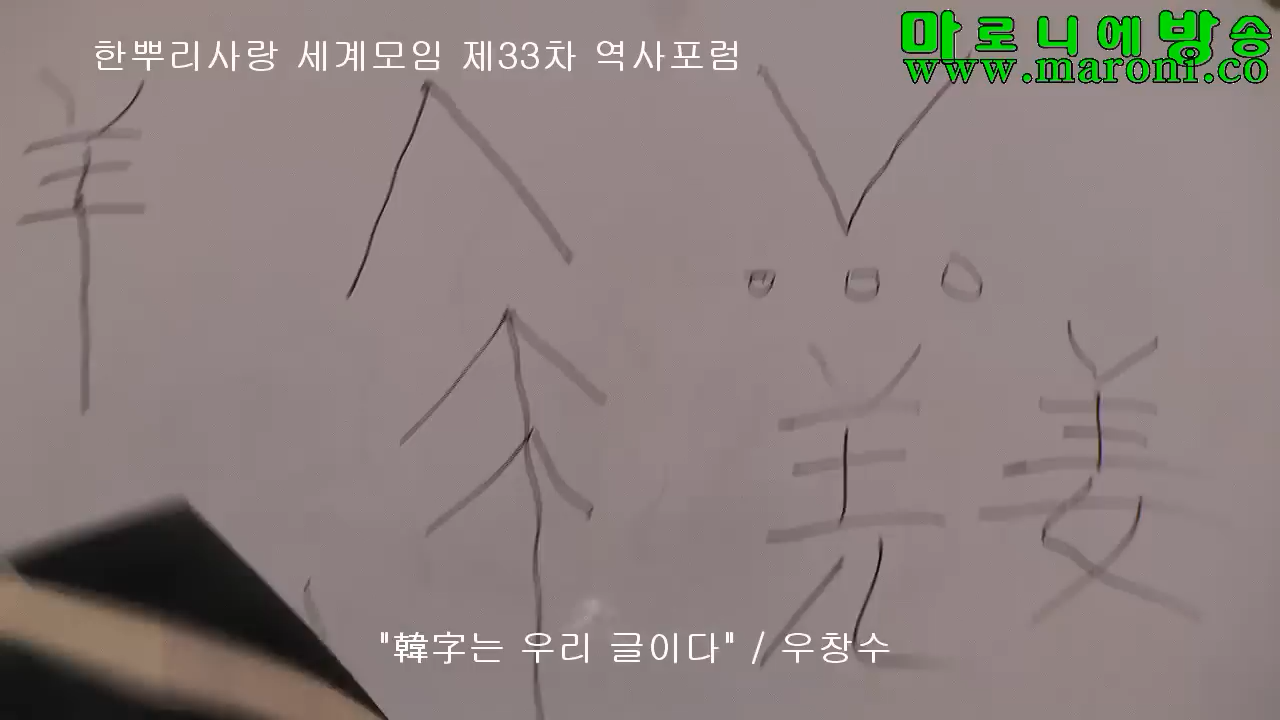 한뿌리사랑 세계모임 제33차 역사포럼
마로니에방송
www.maroni.co
羊
羌 姜
"韓字는 우리 글이다" / 우창수